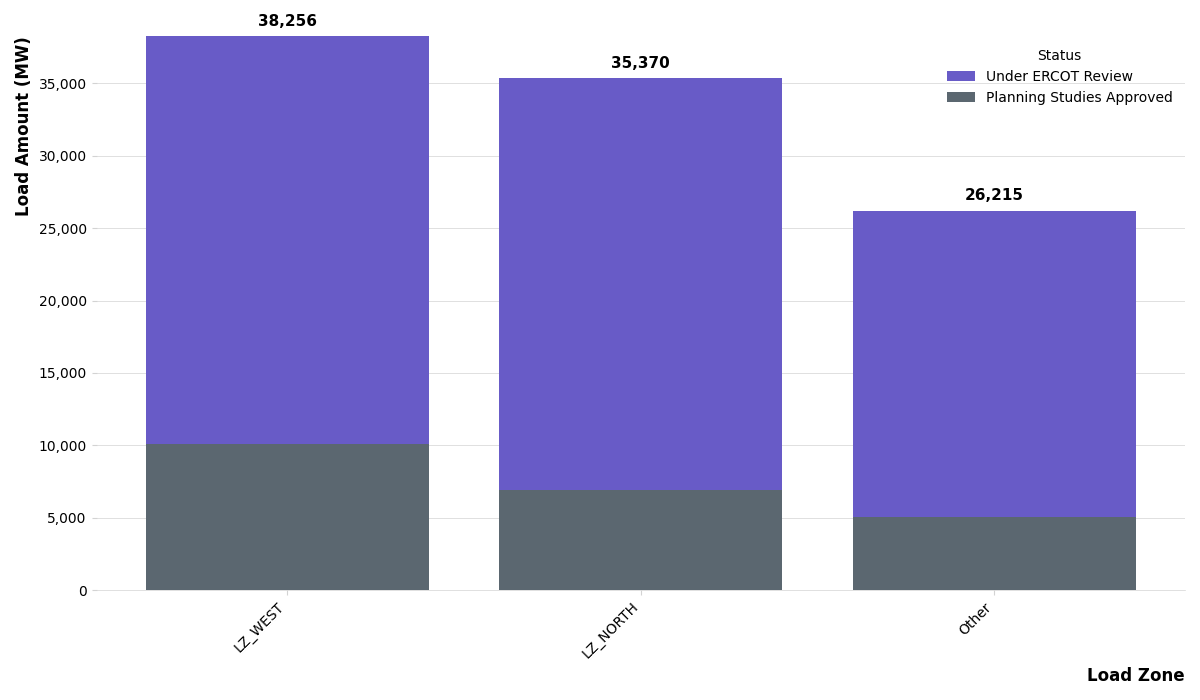 38,256
35,370
26,215
Status
Under ERCOT Review
Planning Studies Approved
Load Amount (MW)
35,000
30,000
25,000
20,000
15,000
10,000
5,000
0
LZ_WEST
LZ_NORTH
Other
Load Zone